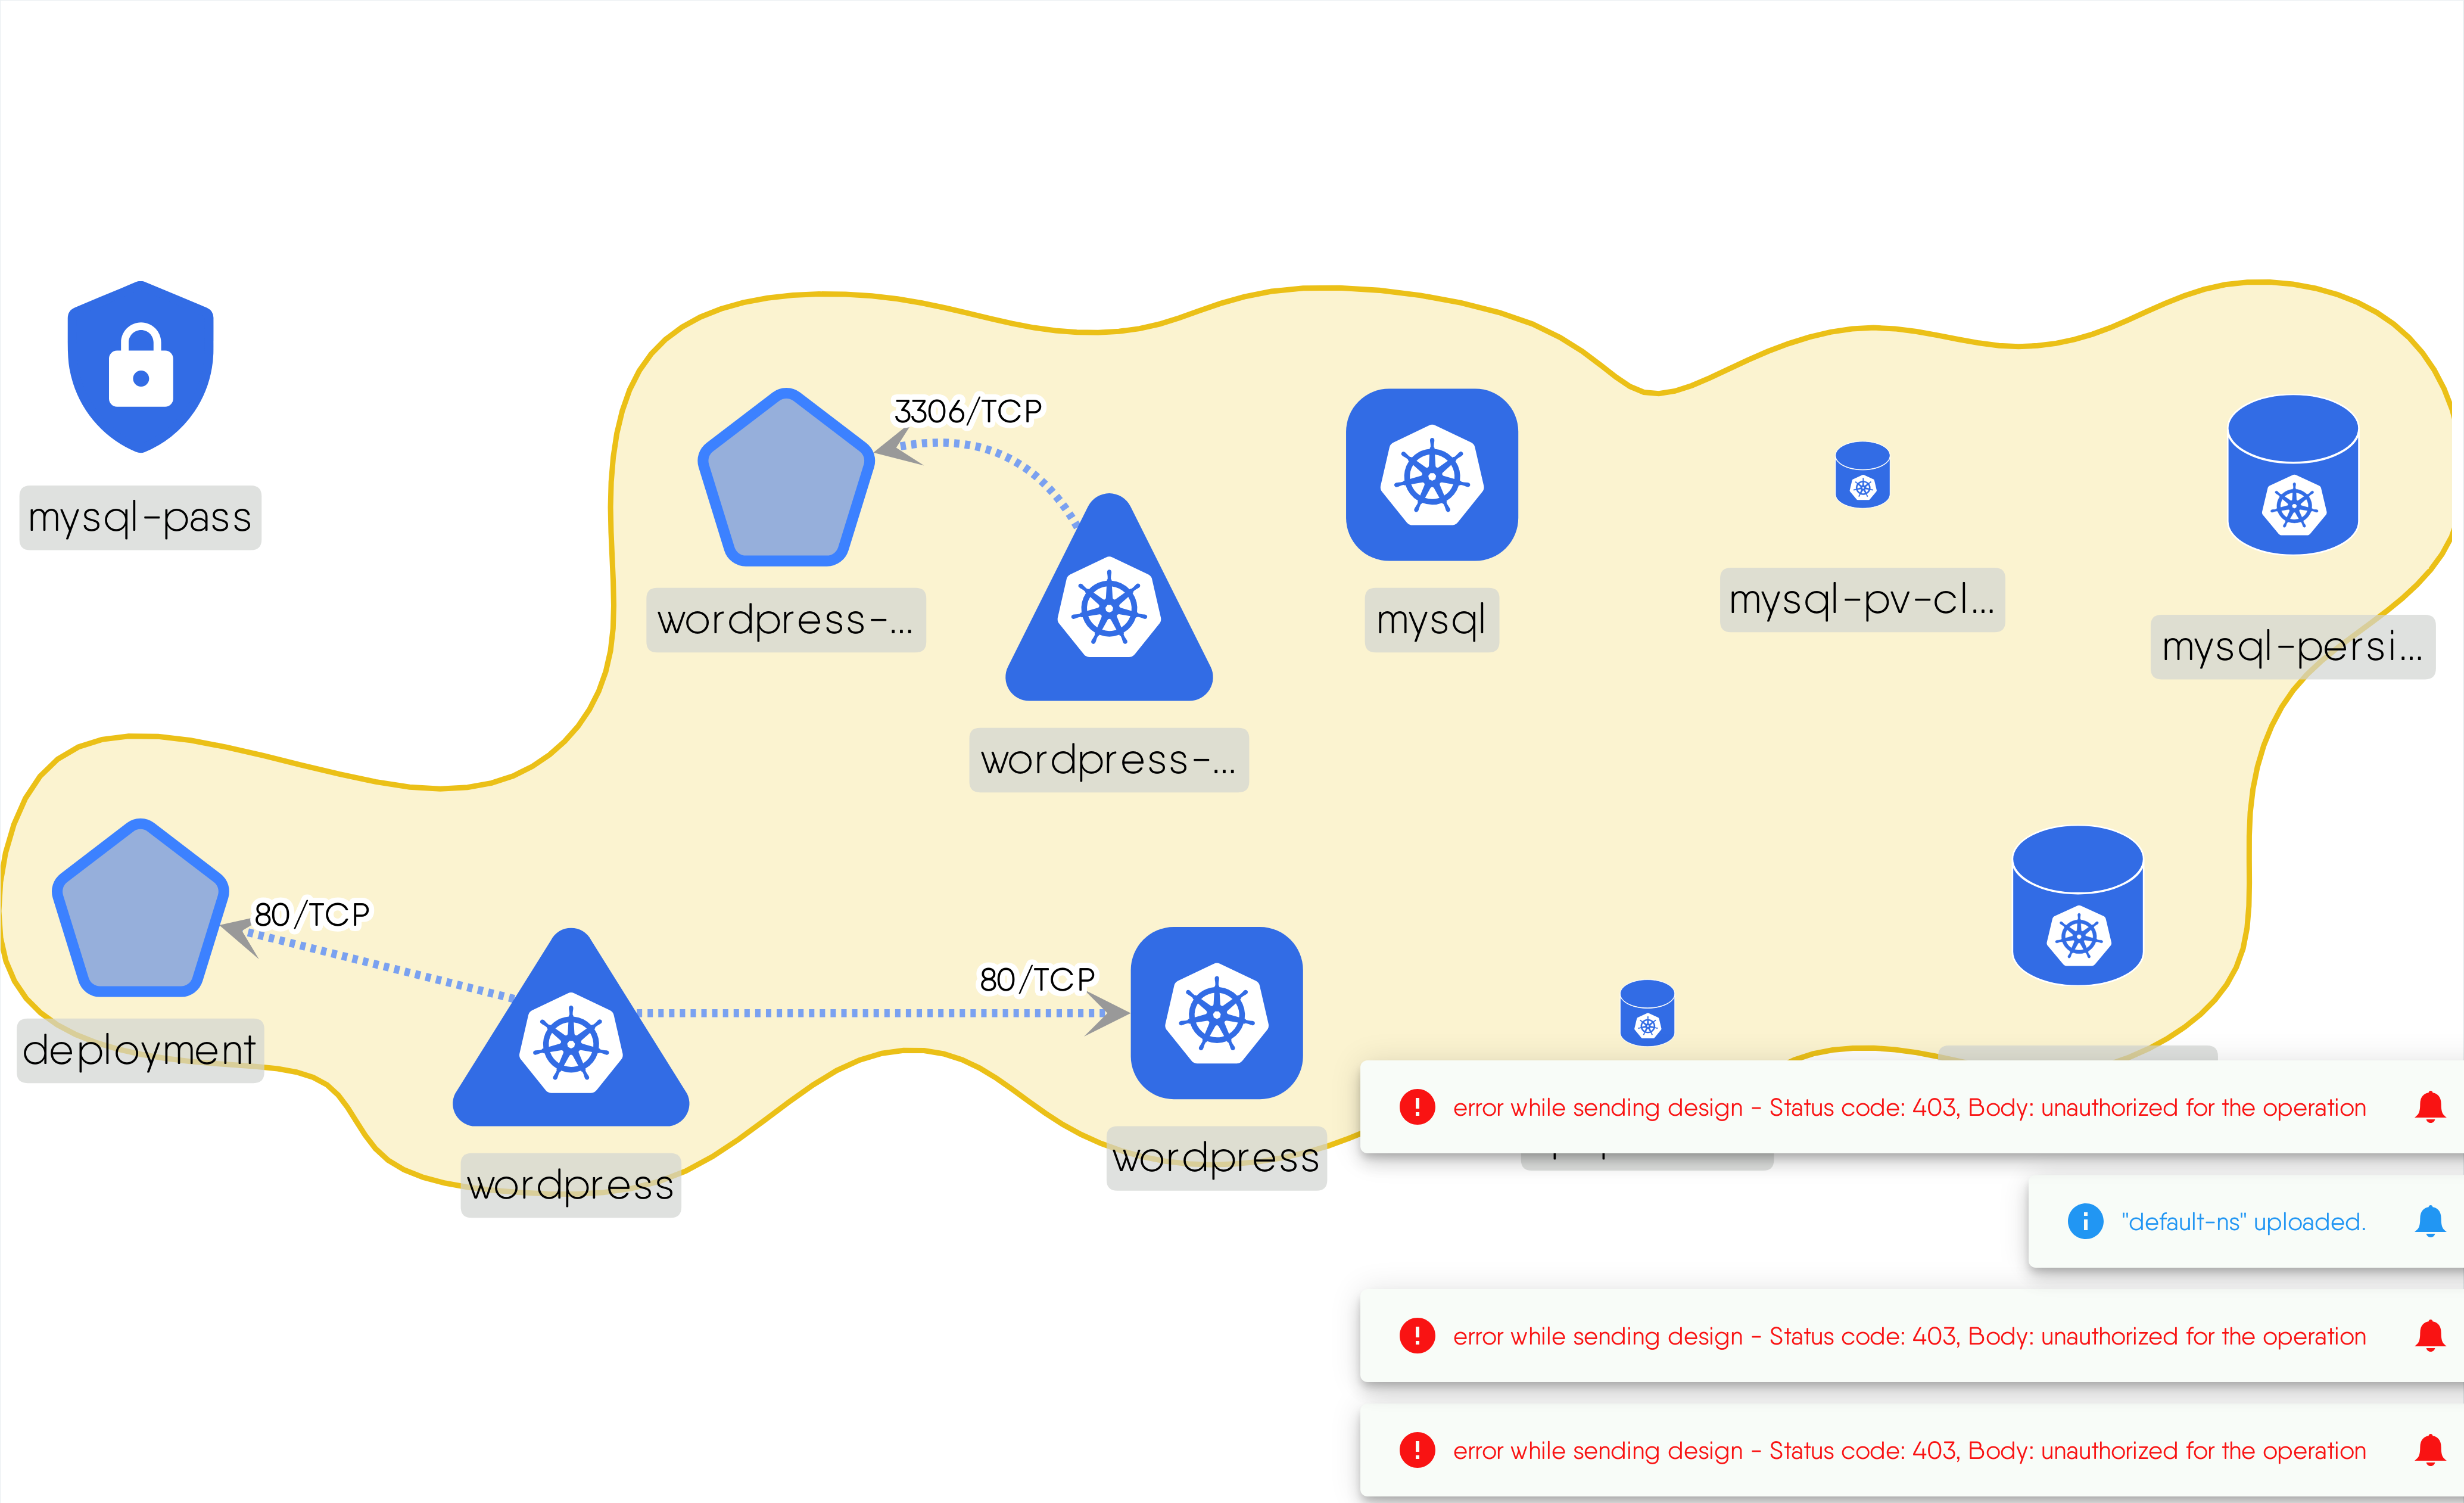 3306/TCP
mysql-pass
wordpress-...
mysql
mysql-pv-cl...
mysql-persi...
wordpress-...
80/TCP
80/TCP
deployment
wordpress
wordpress
error while sending design - Status code: 403, Body: unauthorized for the operation
"default-ns" uploaded.
error while sending design - Status code: 403, Body: unauthorized for the operation
error while sending design - Status code: 403, Body: unauthorized for the operation